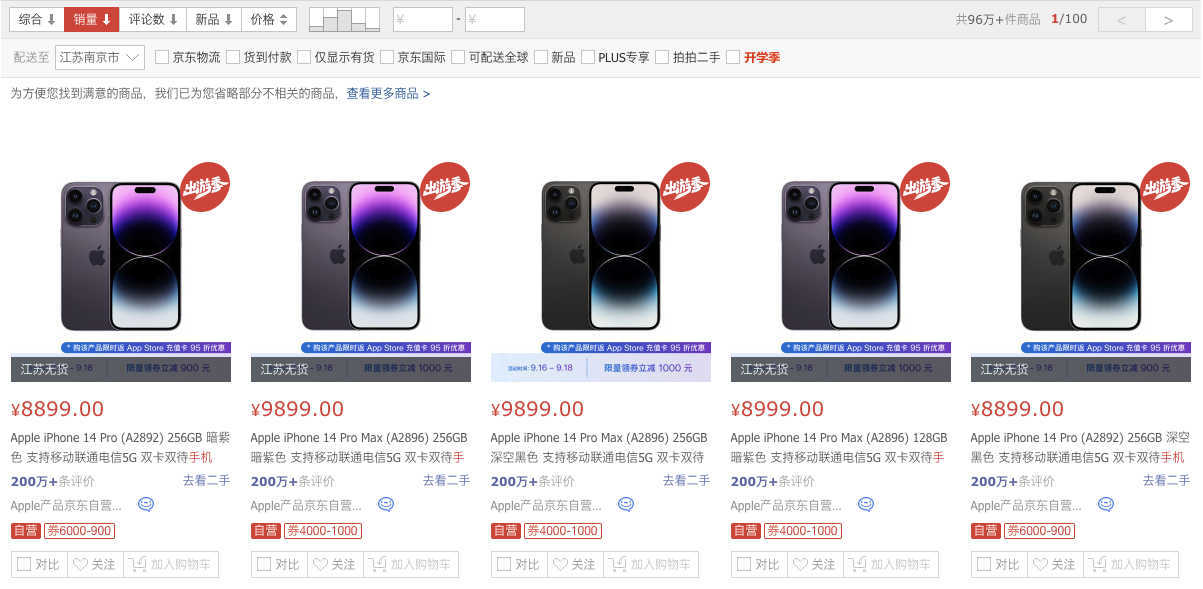 综合 销量 评论数 新品 价格 ¥ - ¥ 共96万+件商品 1/100 < >
配送至 江苏南京市 京东物流 货到付款 仅显示有货 京东国际 可配送全球 新品 PLUS专享 拍拍二手 开学季
为方便您找到满意的商品，我们已为您省略部分不相关的商品，查看更多商品 >
出游季 出游季 出游季 出游季 出游季
* 购该产品限时返 App Store 充值卡 95 折优惠 * 购该产品限时返 App Store 充值卡 95 折优惠 * 购该产品限时返 App Store 充值卡 95 折优惠 * 购该产品限时返 App Store 充值卡 95 折优惠 * 购该产品限时返 App Store 充值卡 95 折优惠
江苏无货 - 9.18 限量领券立减 900 元 江苏无货 - 9.18 限量领券立减 1000 元 活动时间: 9.16 - 9.18 限量领券立减 1000 元 江苏无货 - 9.18 限量领券立减 1000 元 江苏无货 - 9.18 限量领券立减 900 元
¥8899.00 ¥9899.00 ¥9899.00 ¥8999.00 ¥8899.00
Apple iPhone 14 Pro (A2892) 256GB 暗紫 Apple iPhone 14 Pro Max (A2896) 256GB Apple iPhone 14 Pro Max (A2896) 256GB Apple iPhone 14 Pro Max (A2896) 128GB Apple iPhone 14 Pro (A2892) 256GB 深空
色 支持移动联通电信5G 双卡双待手机 暗紫色 支持移动联通电信5G 双卡双待手 深空黑色 支持移动联通电信5G 双卡双待 暗紫色 支持移动联通电信5G 双卡双待手 黑色 支持移动联通电信5G 双卡双待手机
200万+条评价 去看二手 200万+条评价 去看二手 200万+条评价 去看二手 200万+条评价 200万+条评价 去看二手
Apple产品京东自营... Apple产品京东自营... Apple产品京东自营... Apple产品京东自营... Apple产品京东自营...
自营 券6000-900 自营 券4000-1000 自营 券4000-1000 自营 券4000-1000 自营 券6000-900
对比 关注 加入购物车 对比 关注 加入购物车 对比 关注 加入购物车 对比 关注 加入购物车 对比 关注 加入购物车